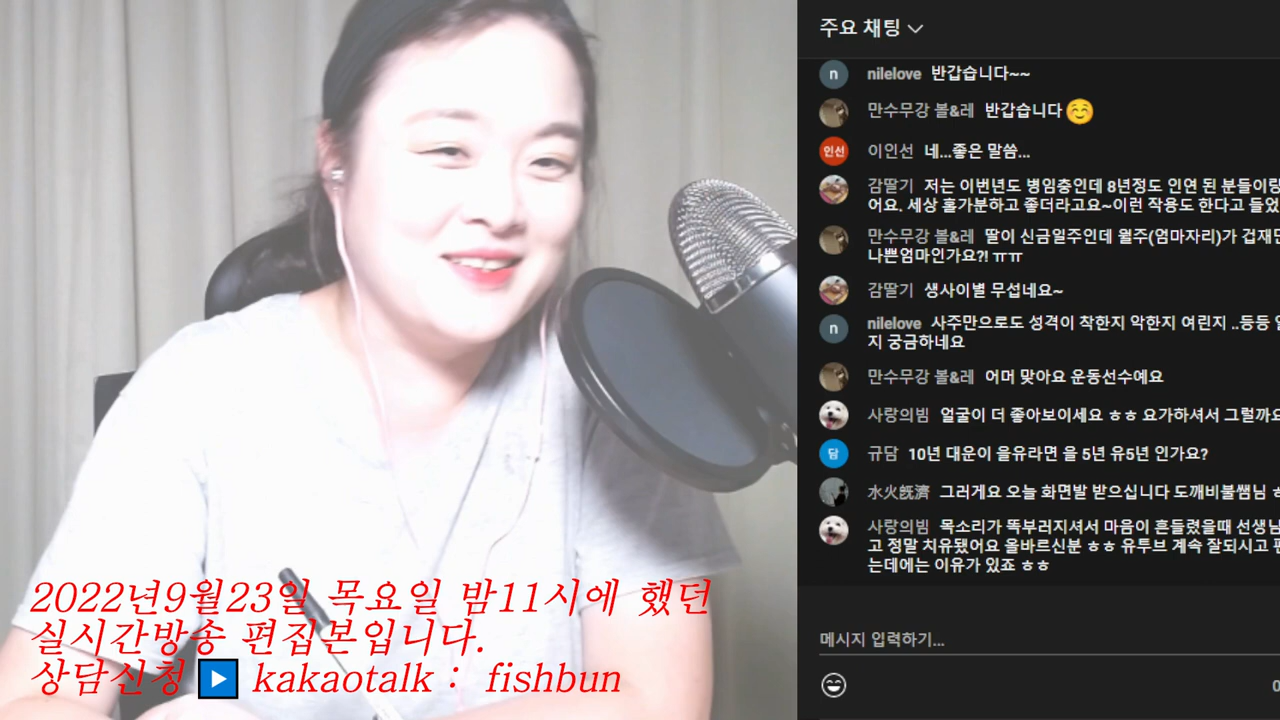 2022년9월23일 목요일 밤11시에 했던
실시간방송 편집본입니다.
상담신청 ▶ kakaotalk : fishbun
주요 채팅
n nilelove 반갑습니다~~
만수무강 볼&레 반갑습니다☺️
인선 이인선 네...좋은 말씀...
감딸기 저는 이번년도 병임충인데 8년정도 인연 된 분들이랑
어요. 세상 홀가분하고 좋더라고요~이런 작용도 한다고 들었
만수무강 볼&레 딸이 신금일주인데 월주(엄마자리)가 겁재면
나쁜엄마인가요?! ㅠㅠ
감딸기 생사이별 무섭네요~
n nilelove 사주만으로도 성격이 착한지 악한지 여린지 ..등등
지 궁금하네요
만수무강 볼&레 어머 맞아요 운동선수예요
사랑의빔 얼굴이 더 좋아보이세요 ㅎㅎ 요가하셔서 그럴까요
담 규담 10년 대운이 을유라면 을 5년 유5년 인가요?
水火旣濟 그러게요 오늘 화면발 받으십니다 도깨비불쌤님
사랑의빔 목소리가 똑부러지셔서 마음이 흔들렸을때 선생님
고 정말 치유됐어요 올바르신분 ㅎㅎ 유투브 계속 잘되시고
는데에는 이유가 있죠 ㅎㅎ
메시지 입력하기...
0